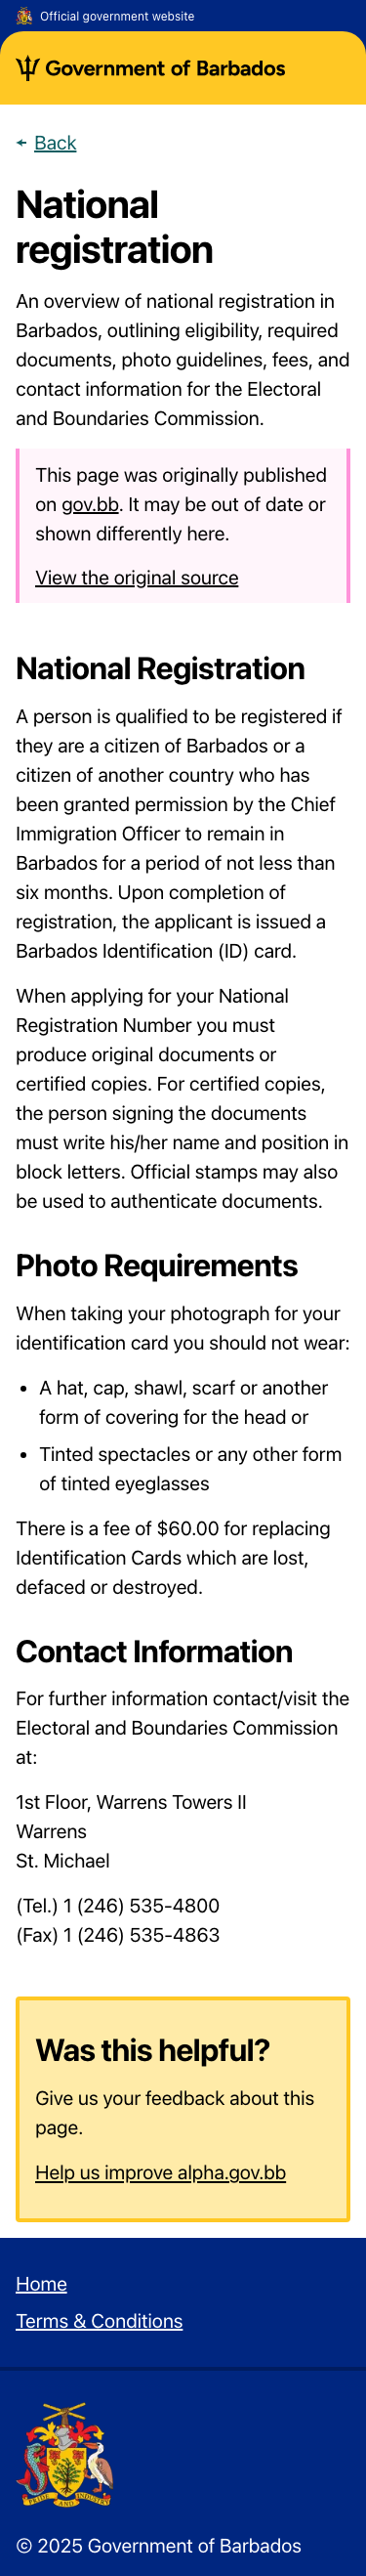 Official government website
Government of Barbados
Back
National
registration
An overview of national registration in
Barbados, outlining eligibility, required
documents, photo guidelines, fees, and
contact information for the Electoral
and Boundaries Commission.
This page was originally published
on gov.bb. It may be out of date or
shown differently here.
View the original source
National Registration
A person is qualified to be registered if
they are a citizen of Barbados or a
citizen of another country who has
been granted permission by the Chief
Immigration Officer to remain in
Barbados for a period of not less than
six months. Upon completion of
registration, the applicant is issued a
Barbados Identification (ID) card.
When applying for your National
Registration Number you must
produce original documents or
certified copies. For certified copies,
the person signing the documents
must write his/her name and position in
block letters. Official stamps may also
be used to authenticate documents.
Photo Requirements
When taking your photograph for your
identification card you should not wear:
• A hat, cap, shawl, scarf or another
form of covering for the head or
• Tinted spectacles or any other form
of tinted eyeglasses
There is a fee of $60.00 for replacing
Identification Cards which are lost,
defaced or destroyed.
Contact Information
For further information contact/visit the
Electoral and Boundaries Commission
at:
1st Floor, Warrens Towers II
Warrens
St. Michael
(Tel.) 1 (246) 535-4800
(Fax) 1 (246) 535-4863
Was this helpful?
Give us your feedback about this
page.
Help us improve alpha.gov.bb
Home
Terms & Conditions
PRIDE AND INDUSTRY
© 2025 Government of Barbados